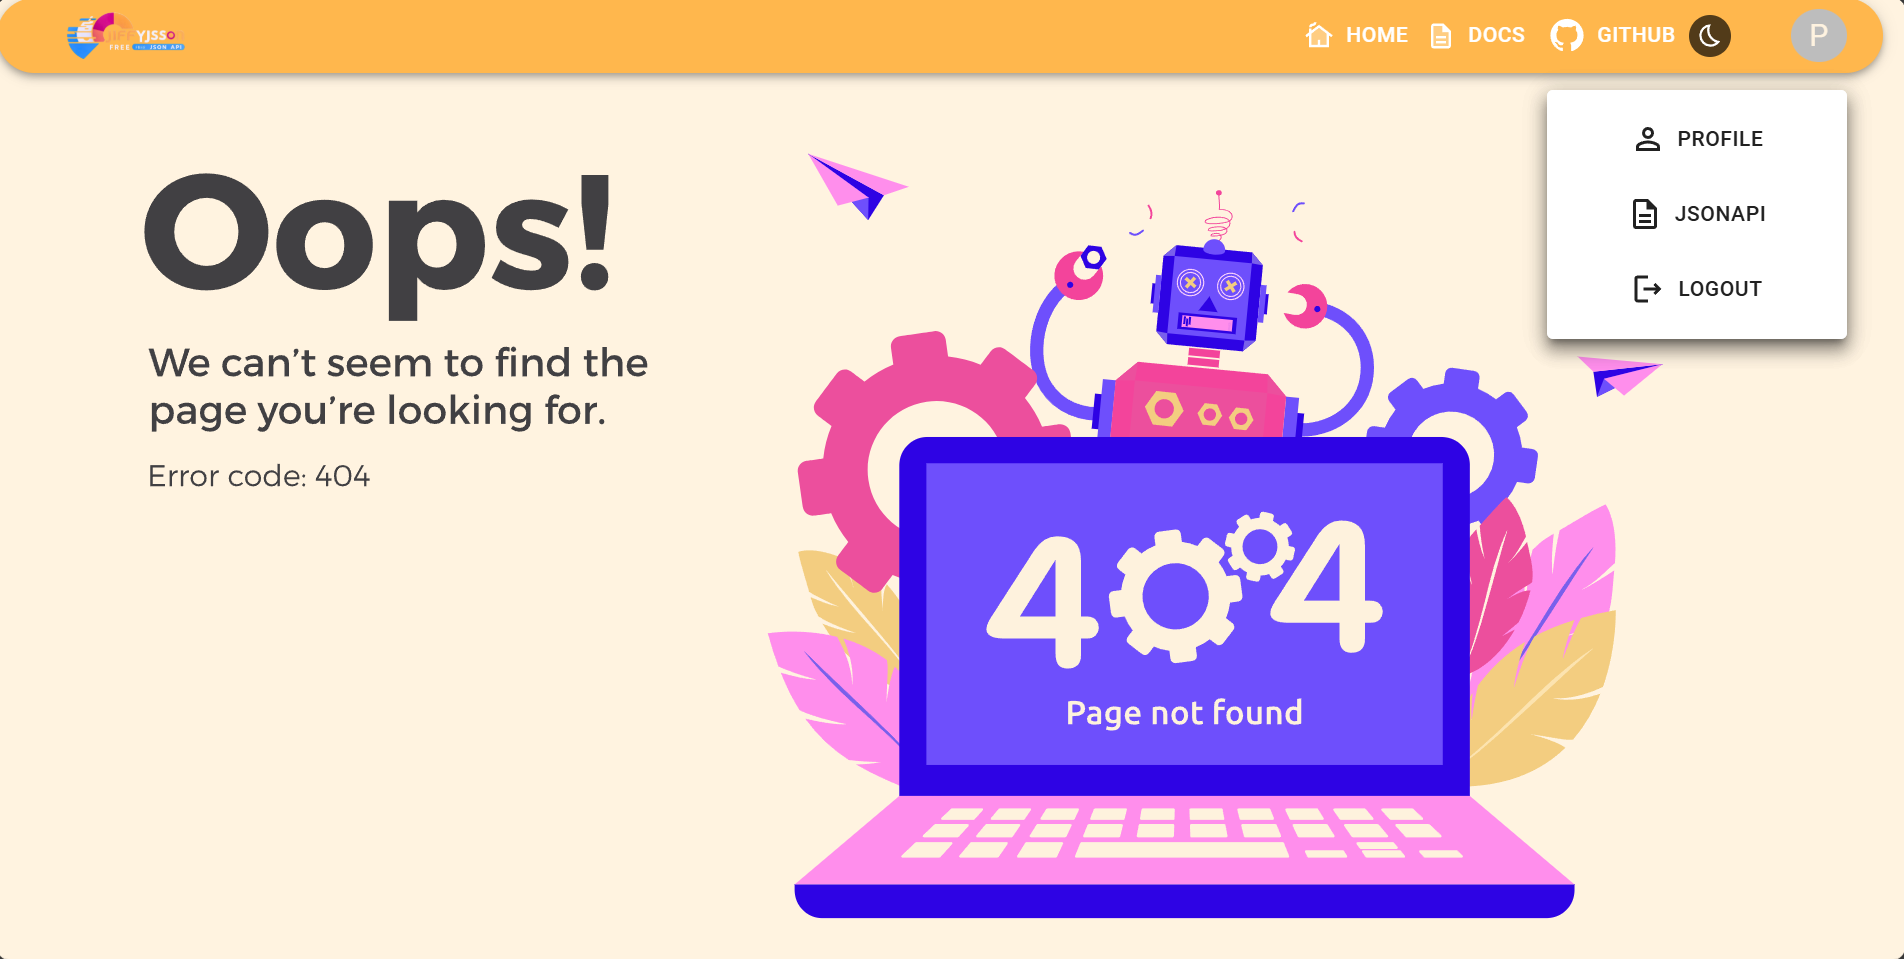 JIFFYJSSO
FREE JSON API
HOME
DOCS
GITHUB
P
PROFILE
JSONAPI
LOGOUT
Oops!
We can’t seem to find the
page you’re looking for.
Error code: 404
404
Page not found